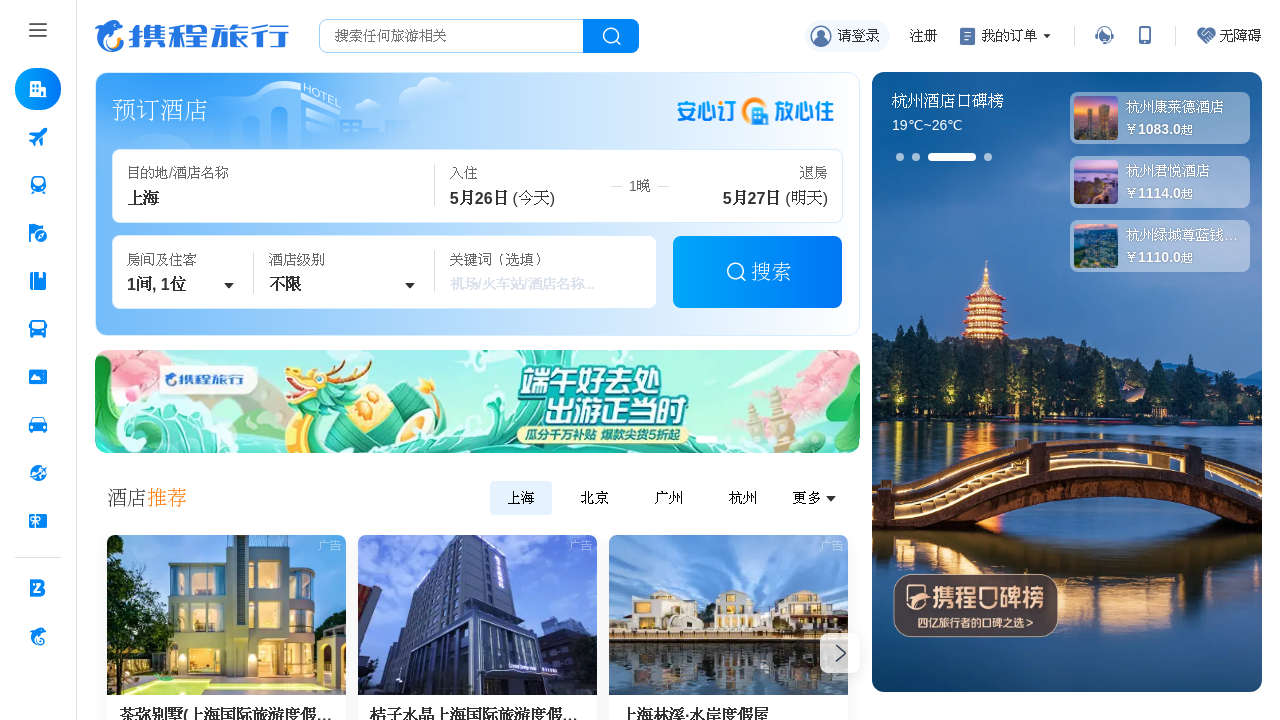 携程旅行
搜索任何旅游相关
请登录
注册
我的订单
无障碍
预订酒店
HOTEL
安心订 放心住
目的地/酒店名称
上海
入住
5月26日 (今天)
1晚
退房
5月27日 (明天)
房间及住客
1间, 1位
酒店级别
不限
关键词（选填）
机场/火车站/酒店名称...
搜索
携程旅行
端午好去处
出游正当时
瓜分千万补贴 爆款尖货5折起
酒店推荐
上海
北京
广州
杭州
更多
广告
广告
广告
茶弥别墅(上海国际旅游度假...
桔子水晶上海国际旅游度假...
上海林溪·水岸度假屋
杭州酒店口碑榜
19℃~26℃
杭州康莱德酒店
¥1083.0起
杭州君悦酒店
¥1114.0起
杭州绿城尊蓝钱...
¥1110.0起
携程口碑榜
四亿旅行者的口碑之选 >